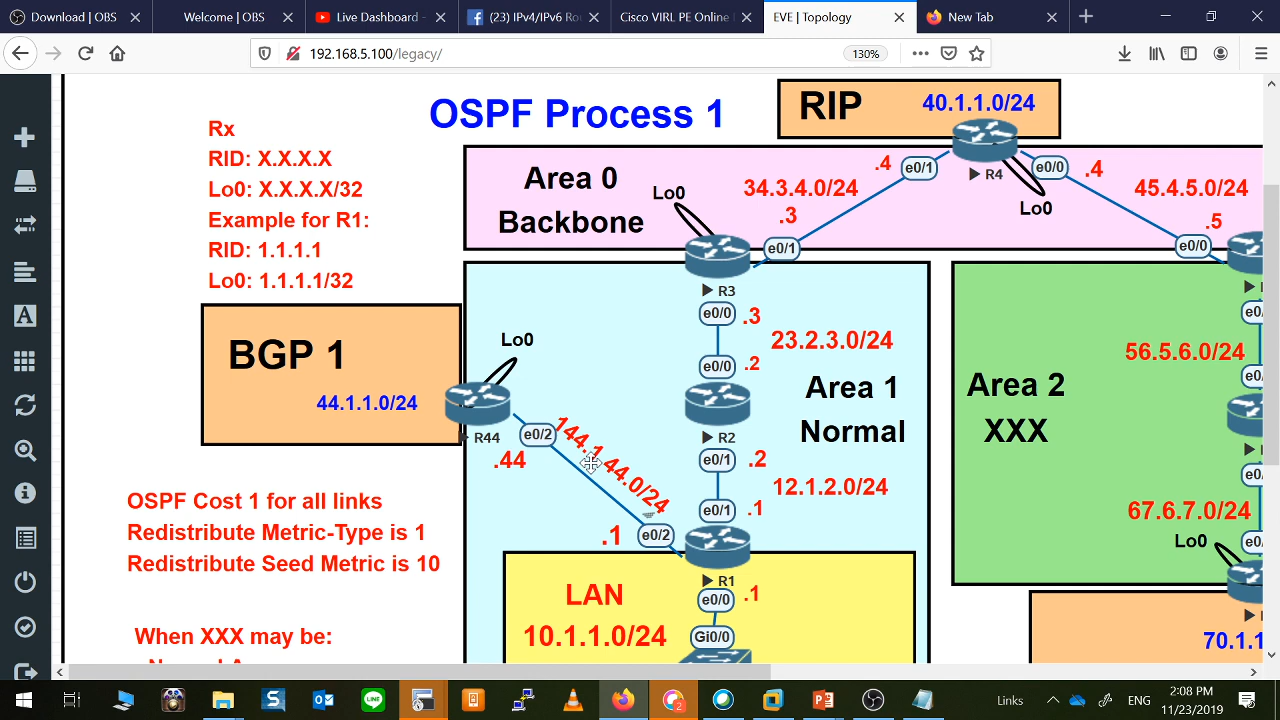 Download | OBS
Welcome | OBS
Live Dashboard -
(23) IPv4/IPv6 Rou
Cisco VIRL PE Online
EVE | Topology
New Tab
192.168.5.100/legacy/
130%
OSPF Process 1
RIP
40.1.1.0/24
Rx
RID: X.X.X.X
Lo0: X.X.X.X/32
Example for R1:
RID: 1.1.1.1
Lo0: 1.1.1.1/32
Area 0
Backbone
Lo0
34.3.4.0/24
.4
e0/1
R4
e0/0
.4
45.4.5.0/24
Lo0
.3
e0/1
.5
e0/0
R3
e0/0
.3
23.2.3.0/24
e0/0
.2
R2
Area 1
Normal
e0/1
.2
12.1.2.0/24
e0/1
.1
BGP 1
44.1.1.0/24
Lo0
R44
e0/2
.44
144.1.44.0/24
.1
e0/2
R1
e0/0
.1
Gi0/0
LAN
10.1.1.0/24
56.5.6.0/24
e0/
e0/
Area 2
XXX
e0/
67.6.7.0/24
Lo0
e0/
70.1.1
OSPF Cost 1 for all links
Redistribute Metric-Type is 1
Redistribute Seed Metric is 10
When XXX may be:
Links
ENG
2:08 PM
11/23/2019
2